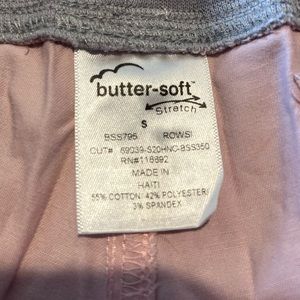 butter-soft™
Stretch
S
BSS795 ROWSI
CUT# 69039-S20HNC-BSS350
RN#116892
MADE IN
HAITI
55% COTTON: 42% POLYESTER/
3% SPANDEX